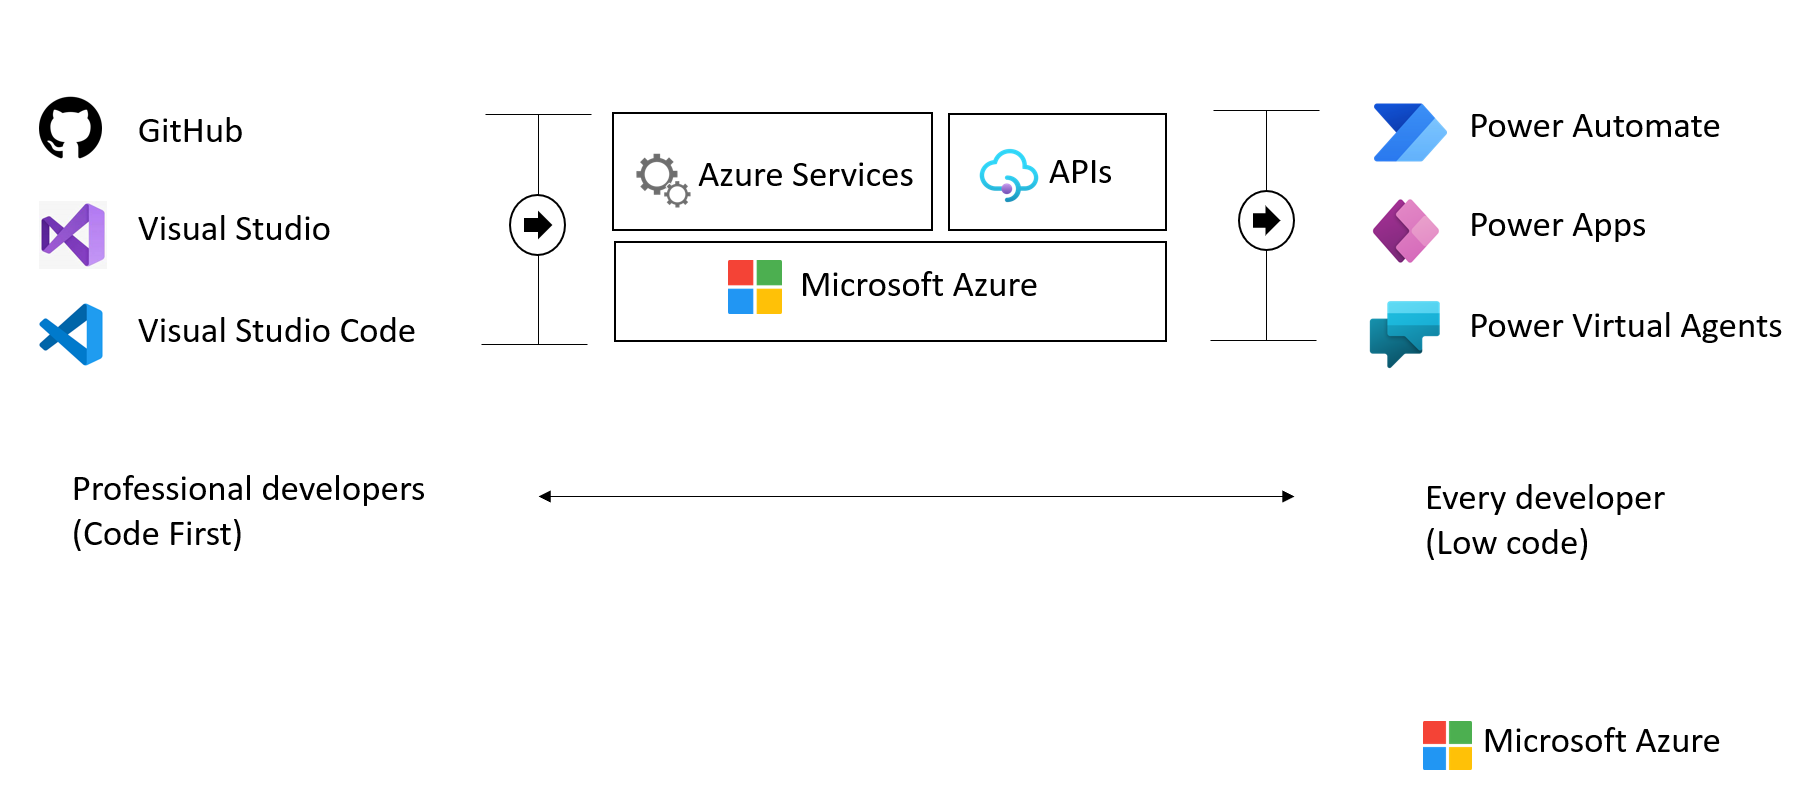 GitHub
Visual Studio
Visual Studio Code
Azure Services
APIs
Microsoft Azure
Power Automate
Power Apps
Power Virtual Agents
Professional developers
(Code First)
Every developer
(Low code)
Microsoft Azure